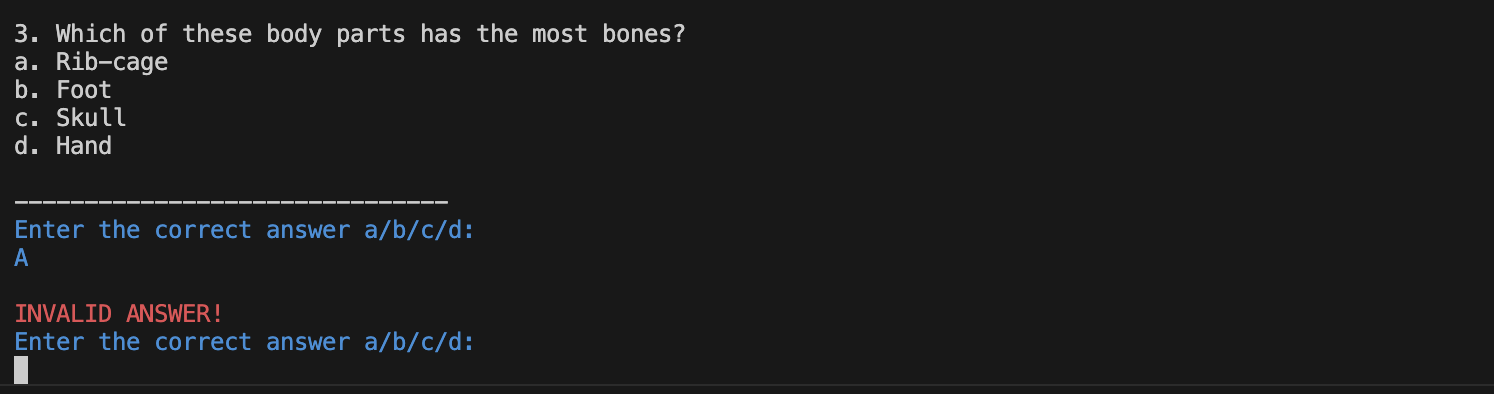 3. Which of these body parts has the most bones?
a. Rib-cage
b. Foot
c. Skull
d. Hand
-------------------------------
Enter the correct answer a/b/c/d:
A
INVALID ANSWER!
Enter the correct answer a/b/c/d: